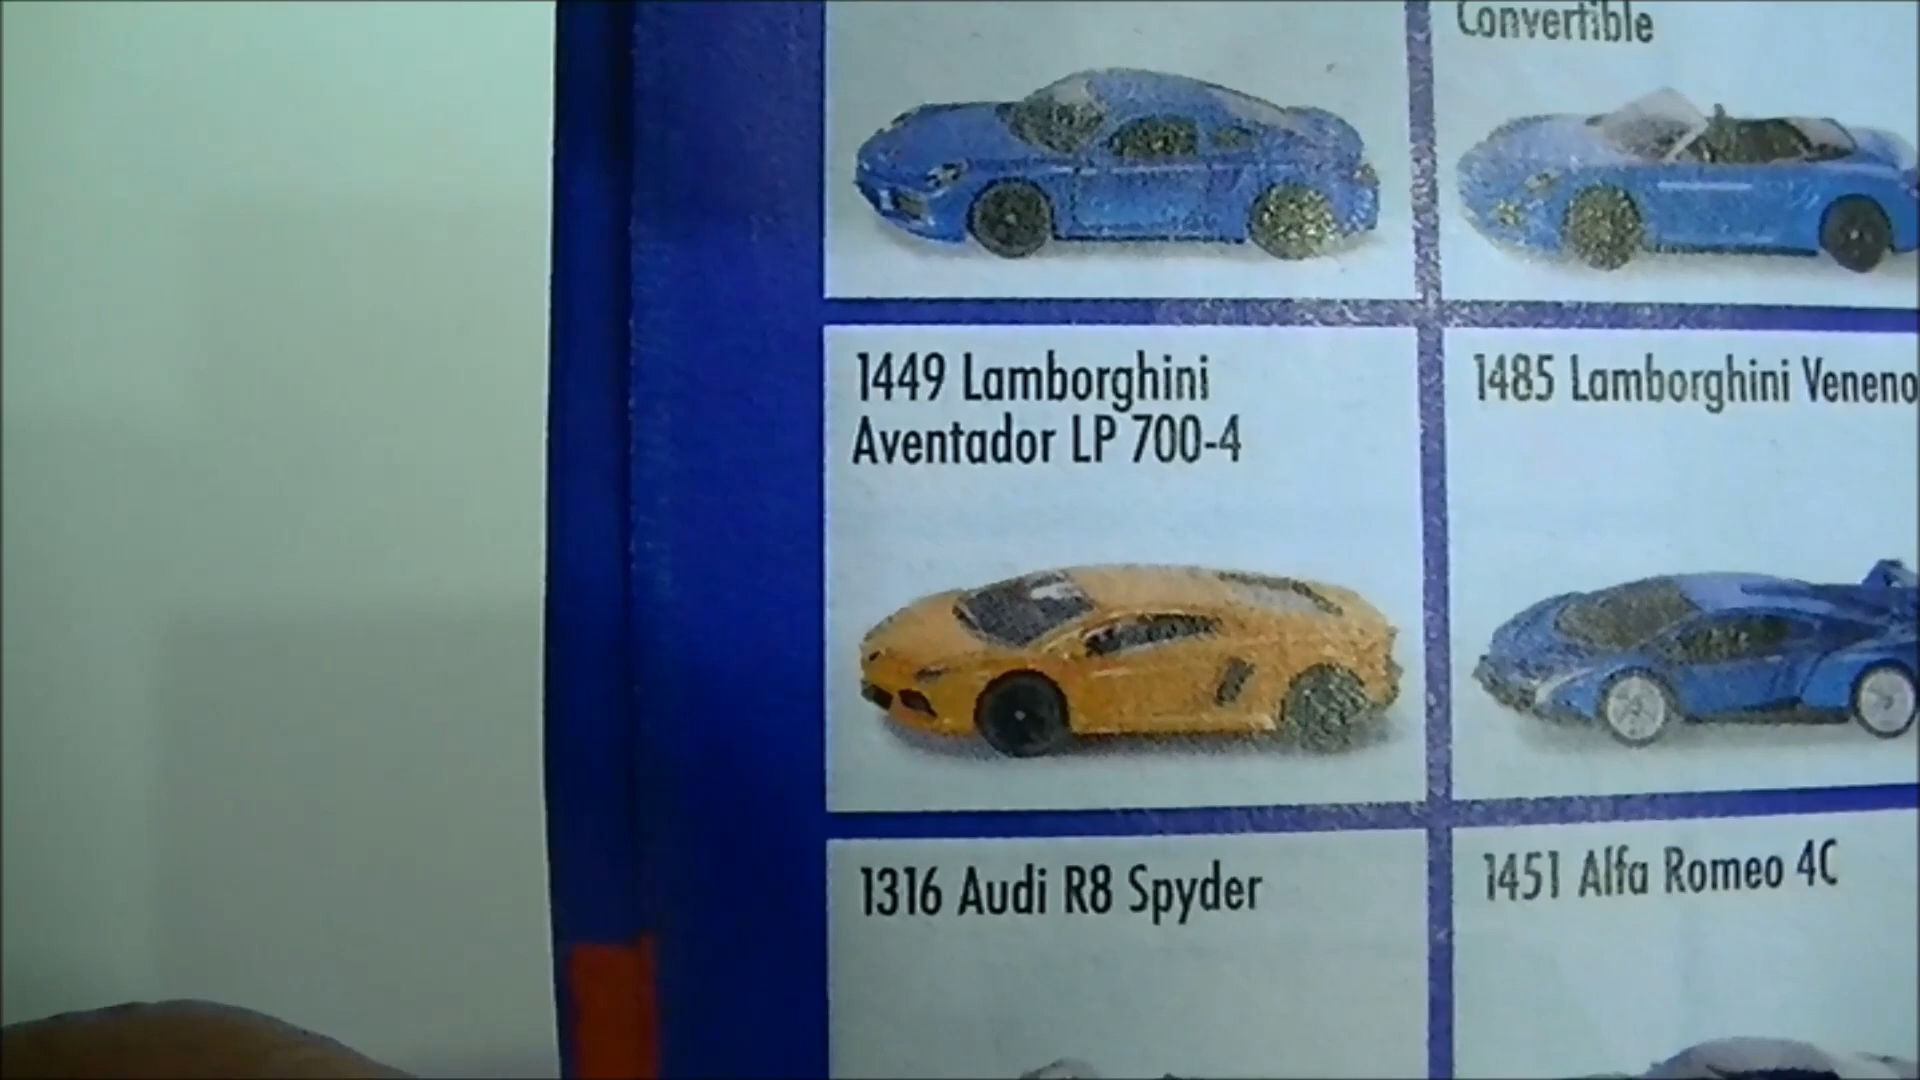 Convertible
1449 Lamborghini
Aventador LP 700-4
1485 Lamborghini Veneno
1316 Audi R8 Spyder
1451 Alfa Romeo 4C